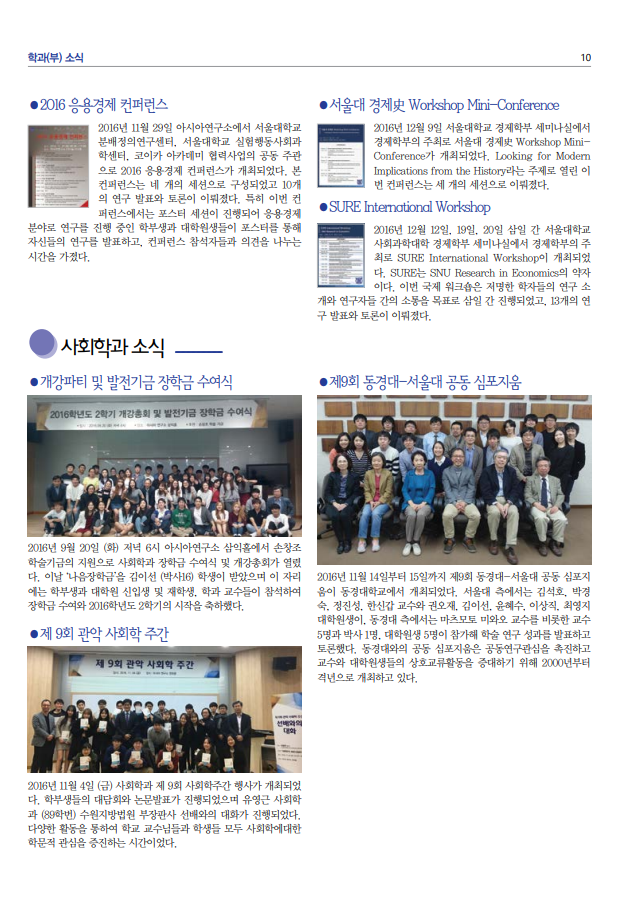 학과(부) 소식
10
●2016 응용경제 컨퍼런스
2016년 11월 29일 아시아연구소에서 서울대학교
분배정의연구센터, 서울대학교 실험행동사회과
학센터, 코이카 아카데미 협력사업의 공동 주관
으로 2016 응용경제 컨퍼런스가 개최되었다. 본
컨퍼런스는 네 개의 세션으로 구성되었고 10개
의 연구 발표와 토론이 이뤄졌다. 특히 이번 컨
퍼런스에서는 포스터 세션이 진행되어 응용경제
분야로 연구를 진행 중인 학부생과 대학원생들이 포스터를 통해
자신들의 연구를 발표하고, 컨퍼런스 참석자들과 의견을 나누는
시간을 가졌다.
●서울대 경제史 Workshop Mini-Conference
2016년 12월 9일 서울대학교 경제학부 세미나실에서
경제학부의 주최로 서울대 경제史 Workshop Mini-
Conference가 개최되었다. Looking for Modern
Implications from the History라는 주제로 열린 이
번 컨퍼런스는 세 개의 세션으로 이뤄졌다.
●SURE International Workshop
2016년 12월 12일, 19일, 20일 삼일 간 서울대학교
사회과학대학 경제학부 세미나실에서 경제학부의 주
최로 SURE International Workshop이 개최되었
다. SURE는 SNU Research in Economics의 약자
이다. 이번 국제 워크숍은 저명한 학자들의 연구 소
개와 연구자들 간의 소통을 목표로 삼일 간 진행되었고, 13개의 연
구 발표와 토론이 이뤄졌다.
사회학과 소식
●개강파티 및 발전기금 장학금 수여식
2016학년도 2학기 개강총회 및 발전기금 장학금 수여식
2016년 9월 20일 (화) 저녁 6시 아시아연구소 삼익홀에서 손창조
학술기금의 지원으로 사회학과 장학금 수여식 및 개강총회가 열렸
다. 이날 '나음장학금'을 김이선 (박사16) 학생이 받았으며 이 자리
에는 학부생과 대학원 신입생 및 재학생, 학과 교수들이 참석하여
장학금 수여와 2016학년도 2학기의 시작을 축하했다.
●제 9회 관악 사회학 주간
제 9회 관악 사회학 주간
선배와의
대화
2016년 11월 4일 (금) 사회학과 제 9회 사회학주간 행사가 개최되었
다. 학부생들의 대담회와 논문발표가 진행되었으며 유영근 사회학
과 (89학번) 수원지방법원 부장판사 선배와의 대화가 진행되었다.
다양한 활동을 통하여 학교 교수님들과 학생들 모두 사회학에대한
학문적 관심을 증진하는 시간이었다.
●제9회 동경대-서울대 공동 심포지움
2016년 11월 14일부터 15일까지 제9회 동경대-서울대 공동 심포지
움이 동경대학교에서 개최되었다. 서울대 측에서는 김석호, 박경
숙, 정진성, 한신갑 교수와 권오재, 김이선, 윤혜수, 이상직, 최영지
대학원생이, 동경대 측에서는 마츠모토 미와오 교수를 비롯한 교수
5명과 박사 1명, 대학원생 5명이 참가해 학술 연구 성과를 발표하고
토론했다. 동경대와의 공동 심포지움은 공동연구관심을 촉진하고
교수와 대학원생들의 상호교류활동을 증대하기 위해 2000년부터
격년으로 개최하고 있다.